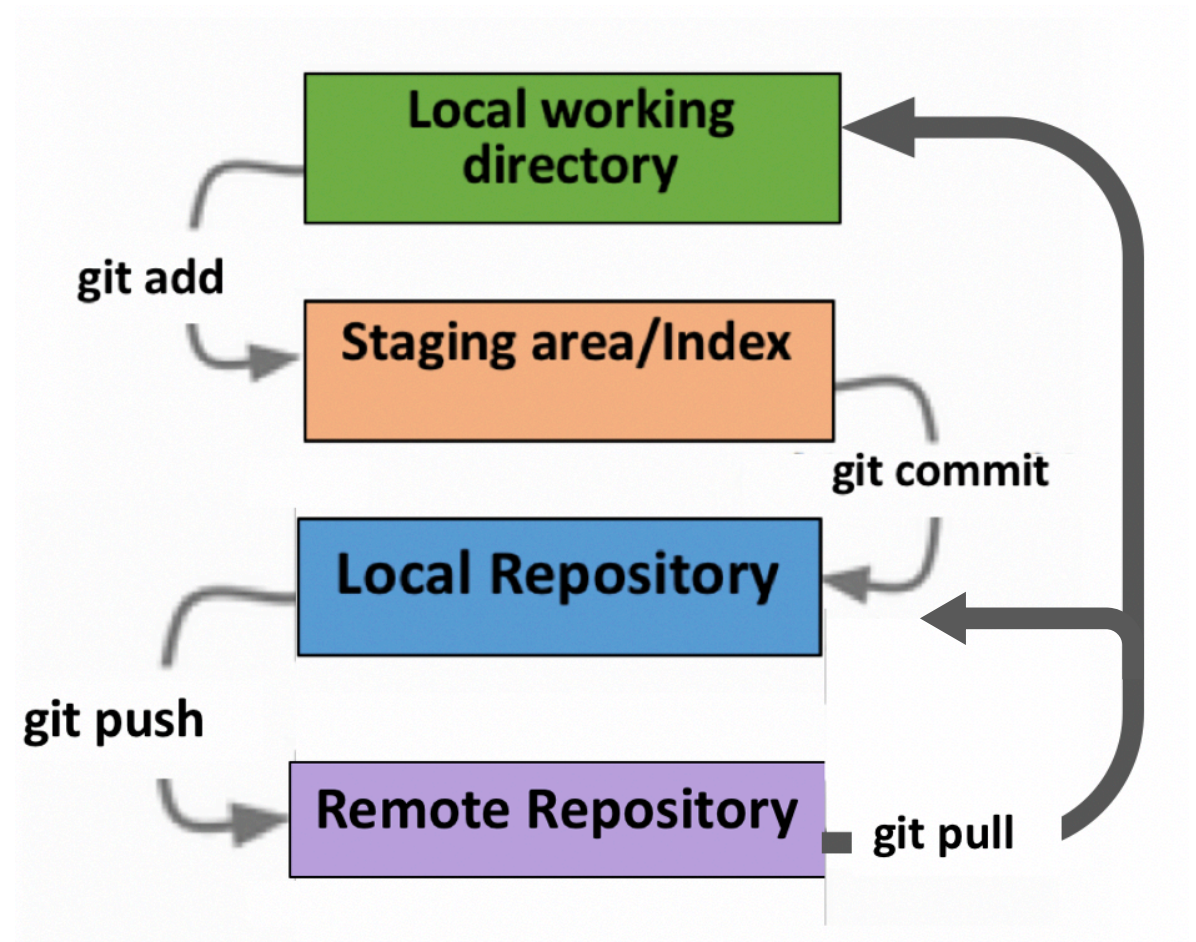 Local working
directory
git add
Staging area/Index
git commit
Local Repository
git push
Remote Repository
git pull